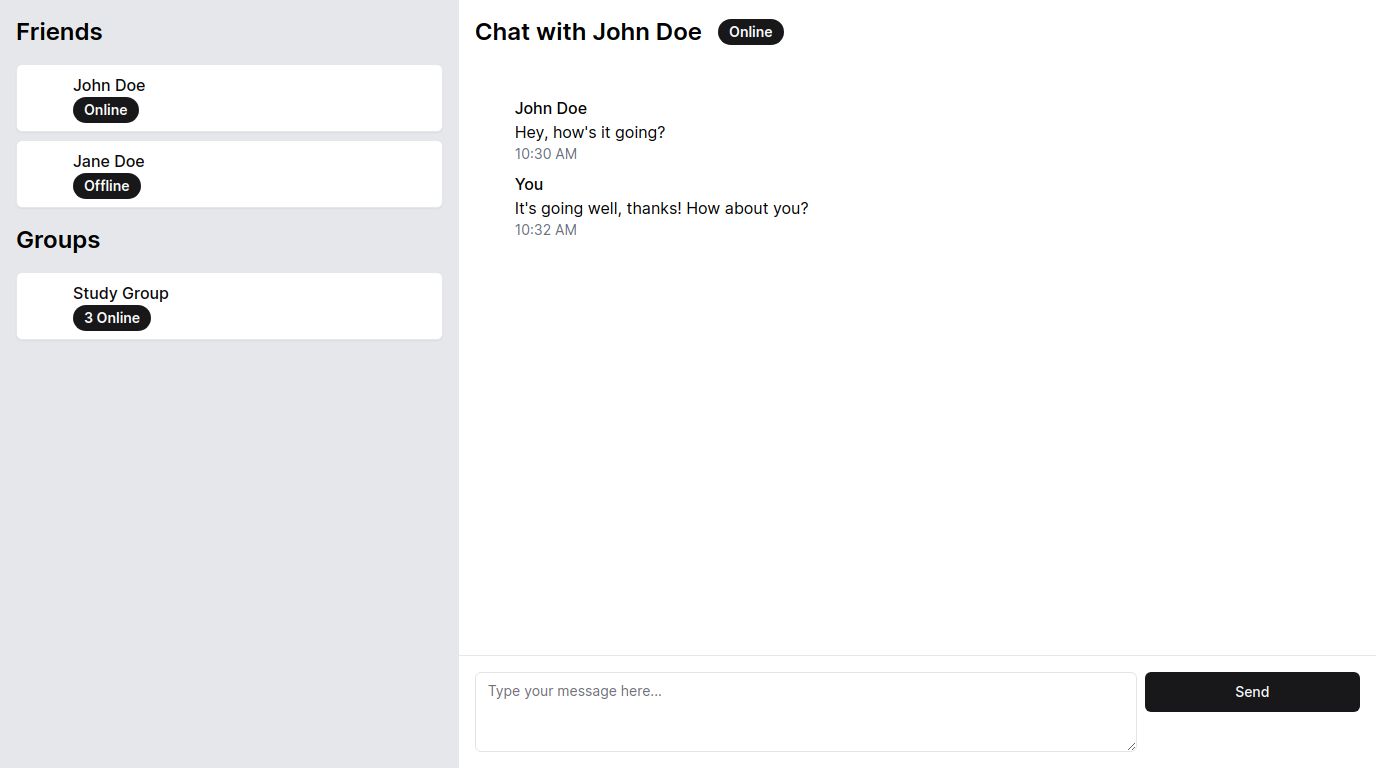 Friends
John Doe
Online
Jane Doe
Offline
Groups
Study Group
3 Online
Chat with John Doe
Online
John Doe
Hey, how's it going?
10:30 AM
You
It's going well, thanks! How about you?
10:32 AM
Type your message here...
Send